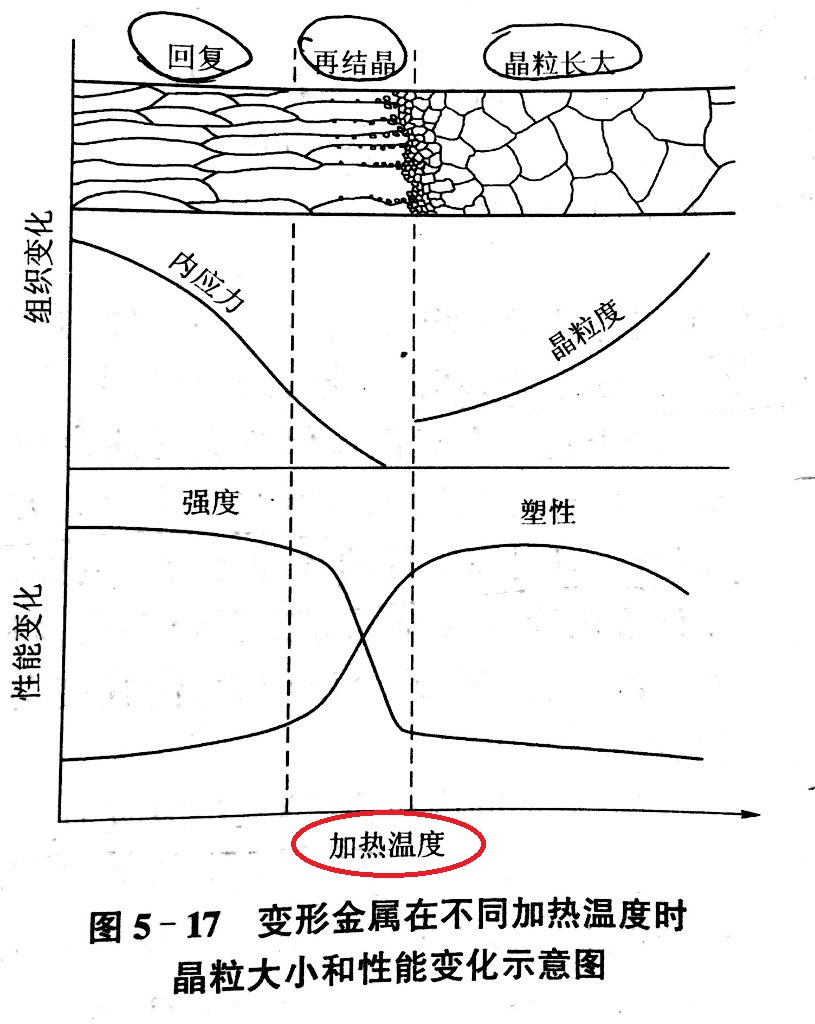 回复
再结晶
晶粒长大
组织变化
内应力
晶粒度
强度
塑性
性能变化
加热温度
图5-17 变形金属在不同加热温度时
晶粒大小和性能变化示意图